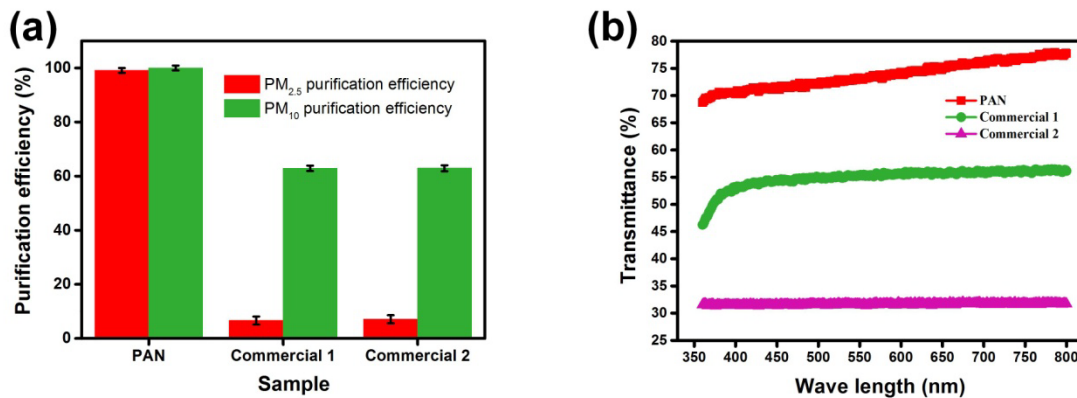 (a)
Purification efficiency (%)
100
80
60
40
20
0
PM2.5 purification efficiency
PM10 purification efficiency
PAN
Commercial 1
Commercial 2
Sample
(b)
Transmittance (%)
80
75
70
65
60
55
50
45
40
35
30
25
PAN
Commercial 1
Commercial 2
350 400 450 500 550 600 650 700 750 800
Wave length (nm)